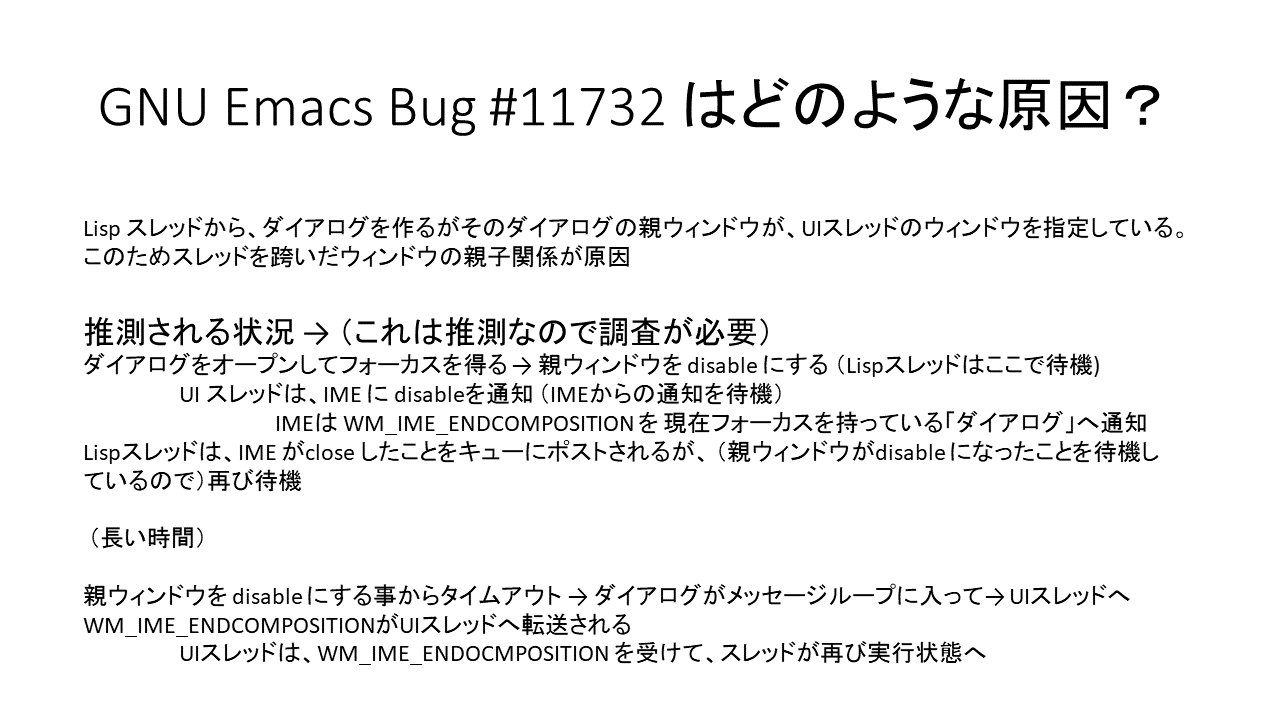 GNU Emacs Bug #11732 はどのような原因？
Lisp スレッドから、ダイアログを作るがそのダイアログの親ウィンドウが、UIスレッドのウィンドウを指定している。
このためスレッドを跨いだウィンドウの親子関係が原因
推測される状況 → （これは推測なので調査が必要）
ダイアログをオープンしてフォーカスを得る → 親ウィンドウを disable にする （Lispスレッドはここで待機)
UI スレッドは、IME に disableを通知 （IMEからの通知を待機）
IMEは WM_IME_ENDCOMPOSITION を 現在フォーカスを持っている「ダイアログ」へ通知
Lispスレッドは、IME がclose したことをキューにポストされるが、（親ウィンドウがdisable になったことを待機し
ているので）再び待機
（長い時間）
親ウィンドウを disable にする事からタイムアウト → ダイアログがメッセージループに入って→ UIスレッドへ
WM_IME_ENDCOMPOSITIONがUIスレッドへ転送される
UIスレッドは、WM_IME_ENDOCMPOSITION を受けて、スレッドが再び実行状態へ